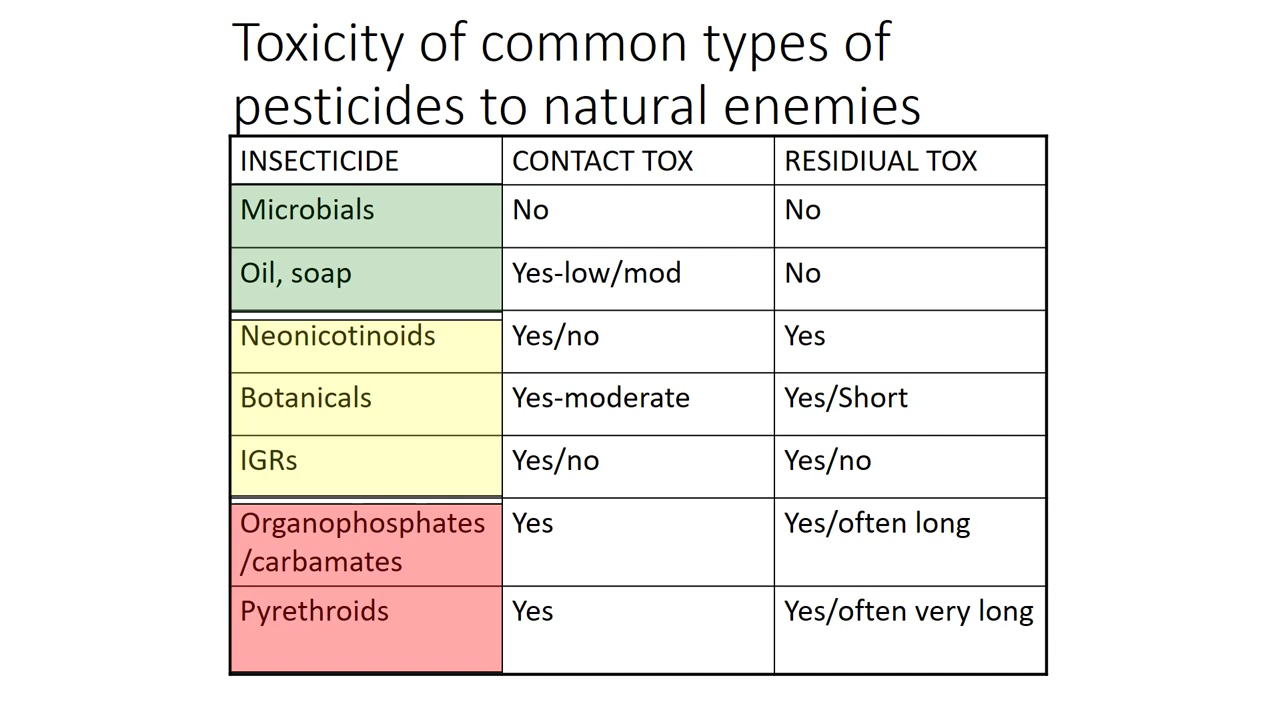 Toxicity of common types of
pesticides to natural enemies
INSECTICIDE CONTACT TOX RESIDIUAL TOX
Microbials No No
Oil, soap Yes-low/mod No
Neonicotinoids Yes/no Yes
Botanicals Yes-moderate Yes/Short
IGRs Yes/no Yes/no
Organophosphates Yes Yes/often long
/carbamates
Pyrethroids Yes Yes/often very long